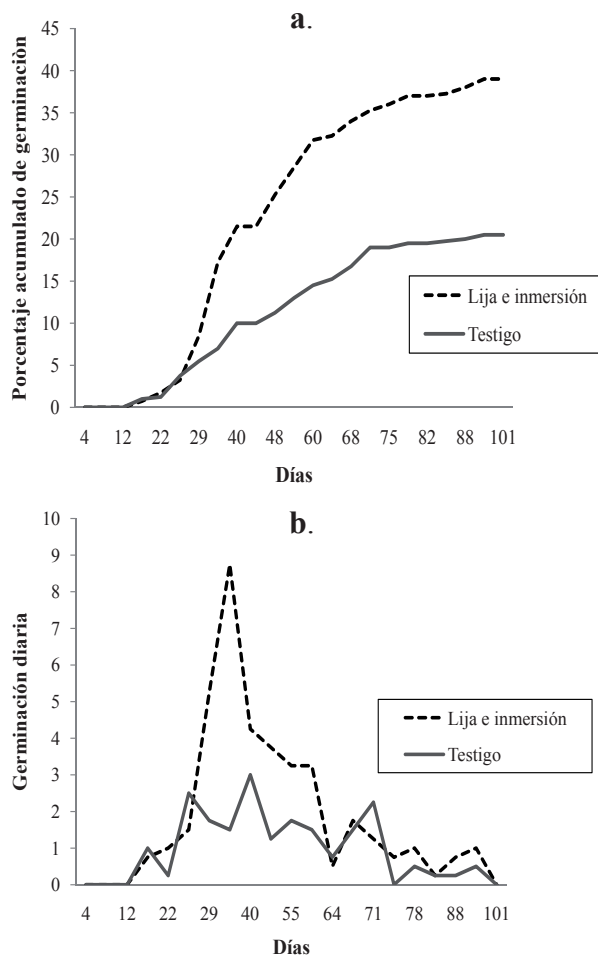 a.
Porcentaje acumulado de germinaciòn
45
40
35
30
25
20
15
10
5
0
Lija e inmersión
Testigo
4 12 22 29 40 48 60 68 75 82 88 101
Días
b.
Germinación diaria
10
9
8
7
6
5
4
3
2
1
0
Lija e inmersión
Testigo
4 12 22 29 40 55 64 71 78 88 101
Días